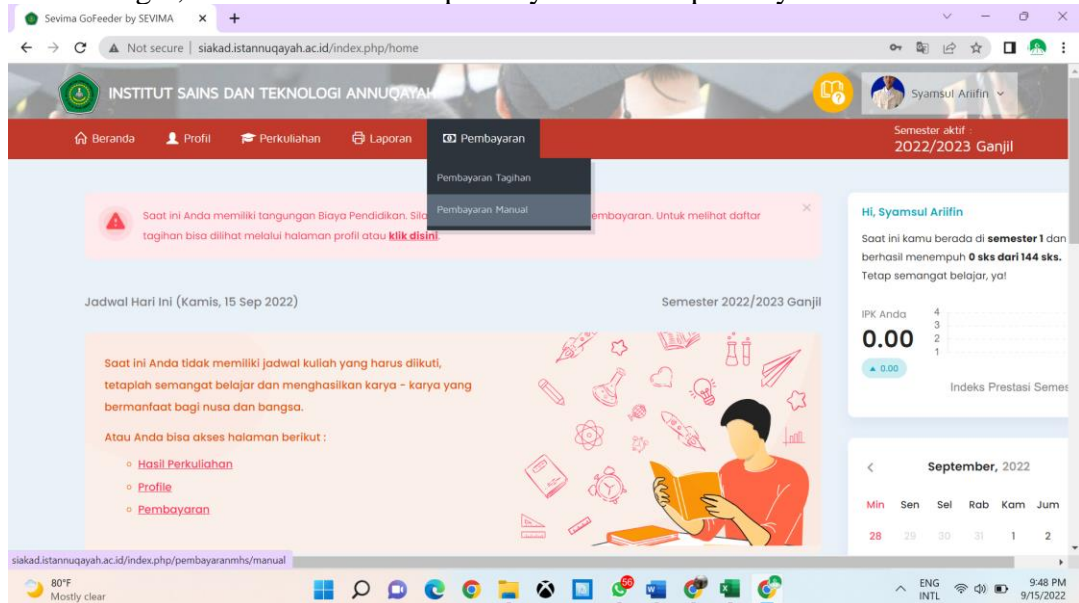 Sevima GoFeeder by SEVIMA
Not secure | siakad.istannuqayah.ac.id/index.php/home
INSTITUT SAINS DAN TEKNOLOGI ANNUQAYAH
Syamsul Ariifin
Beranda Profil Perkuliahan Laporan Pembayaran
Semester aktif :
2022/2023 Ganjil
Pembayaran Tagihan
Pembayaran Manual
Saat ini Anda memiliki tangungan Biaya Pendidikan. embayaran. Untuk melihat daftar
tagihan bisa dilihat melalui halaman profil atau klik disini.
Hi, Syamsul Ariifin
Saat ini kamu berada di semester 1 dan
berhasil menempuh 0 sks dari 144 sks.
Tetap semangat belajar, ya!
Jadwal Hari Ini (Kamis, 15 Sep 2022)
Semester 2022/2023 Ganjil
IPK Anda
0.00
0.00
4
3
2
1
Indeks Prestasi Semes
Saat ini Anda tidak memiliki jadwal kuliah yang harus diikuti,
tetaplah semangat belajar dan menghasilkan karya - karya yang
bermanfaat bagi nusa dan bangsa.
Atau Anda bisa akses halaman berikut :
Hasil Perkuliahan
Profile
Pembayaran
September, 2022
Min Sen Sel Rab Kam Jum
28 29 30 31 1 2
siakad.istannuqayah.ac.id/index.php/pembayaranmhs/manual
80°F
Mostly clear
56
ENG
INTL
9:48 PM
9/15/2022